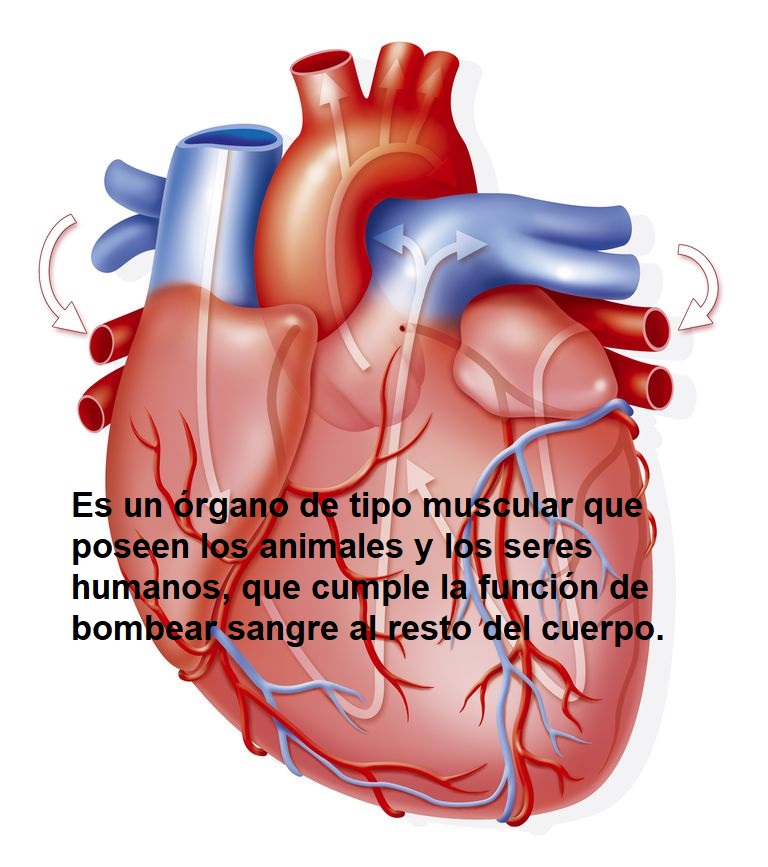 Es un órgano de tipo muscular que
poseen los animales y los seres
humanos, que cumple la función de
bombear sangre al resto del cuerpo.